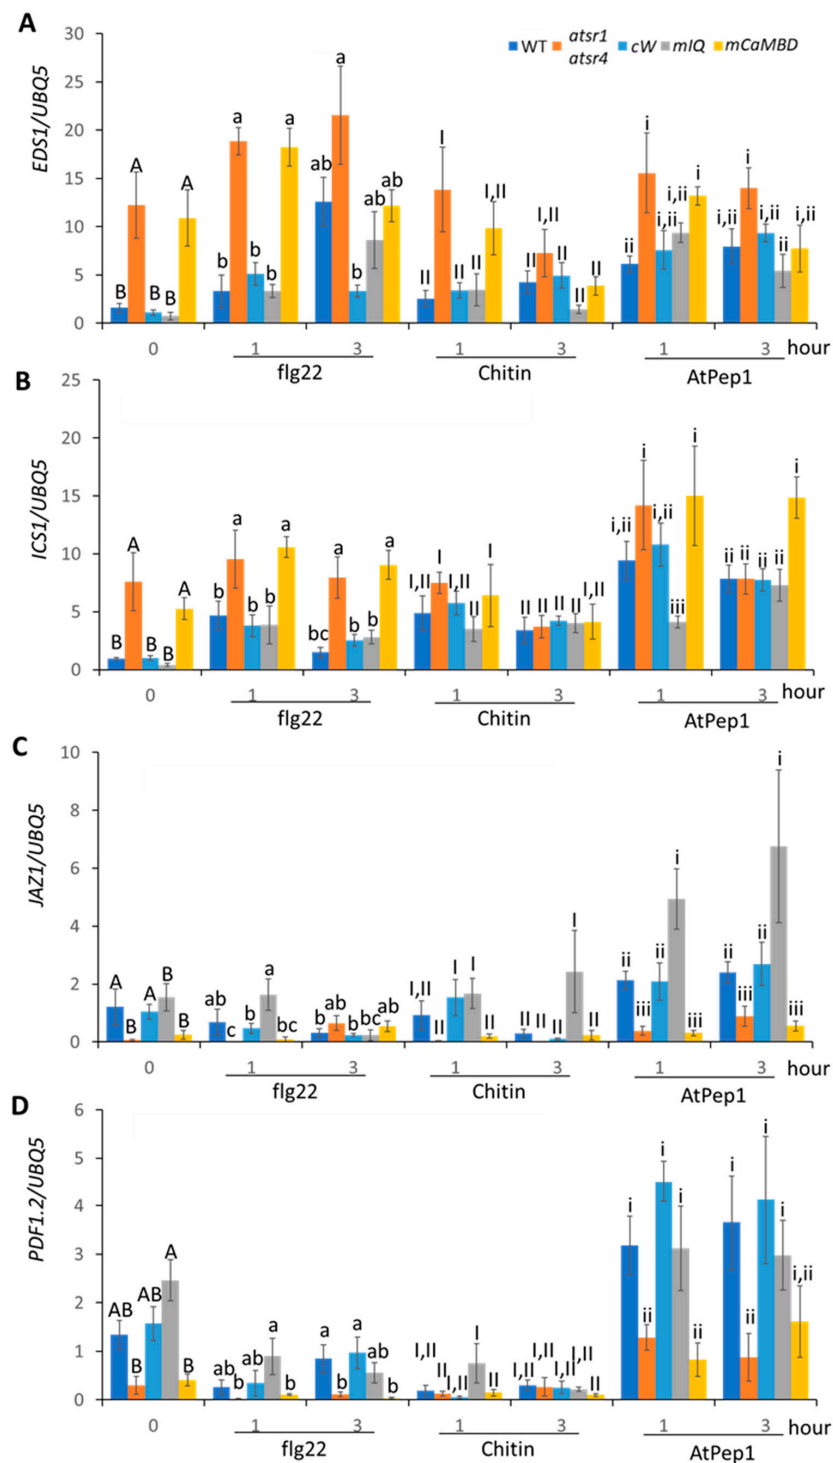 A
EDS1/UBQ5
WT atsr1 cW mIQ mCaMBD
atsr4
30
25
20
15
10
5
0
B A B B A
b a b b a
ab a b ab ab
II I II II I,II
II I,II II II II
ii i i,ii i,ii i
i,ii i i,ii ii i,ii
0 1 3 1 3 1 3 hour
flg22 Chitin AtPep1
B
ICS1/UBQ5
25
20
15
10
5
0
B A B B A
b a b b a
bc a b b a
I,II I I,II II I
II II II II I,II
i,ii i i,ii iii i
ii ii ii ii i
0 1 3 1 3 1 3 hour
flg22 Chitin AtPep1
C
JAZ1/UBQ5
10
8
6
4
2
0
A B A B B
ab c b a bc
b ab b bc ab
I,II II I I II
II II II I II
ii iii ii i iii
ii iii ii i iii
0 1 3 1 3 1 3 hour
flg22 Chitin AtPep1
D
PDF1.2/UBQ5
6
5
4
3
2
1
0
AB B AB A B
ab b ab a b
a b a ab b
I,II II I,II I II
I,II I,II I,II I,II II
i ii i i ii
i ii i i i,ii
0 1 3 1 3 1 3 hour
flg22 Chitin AtPep1